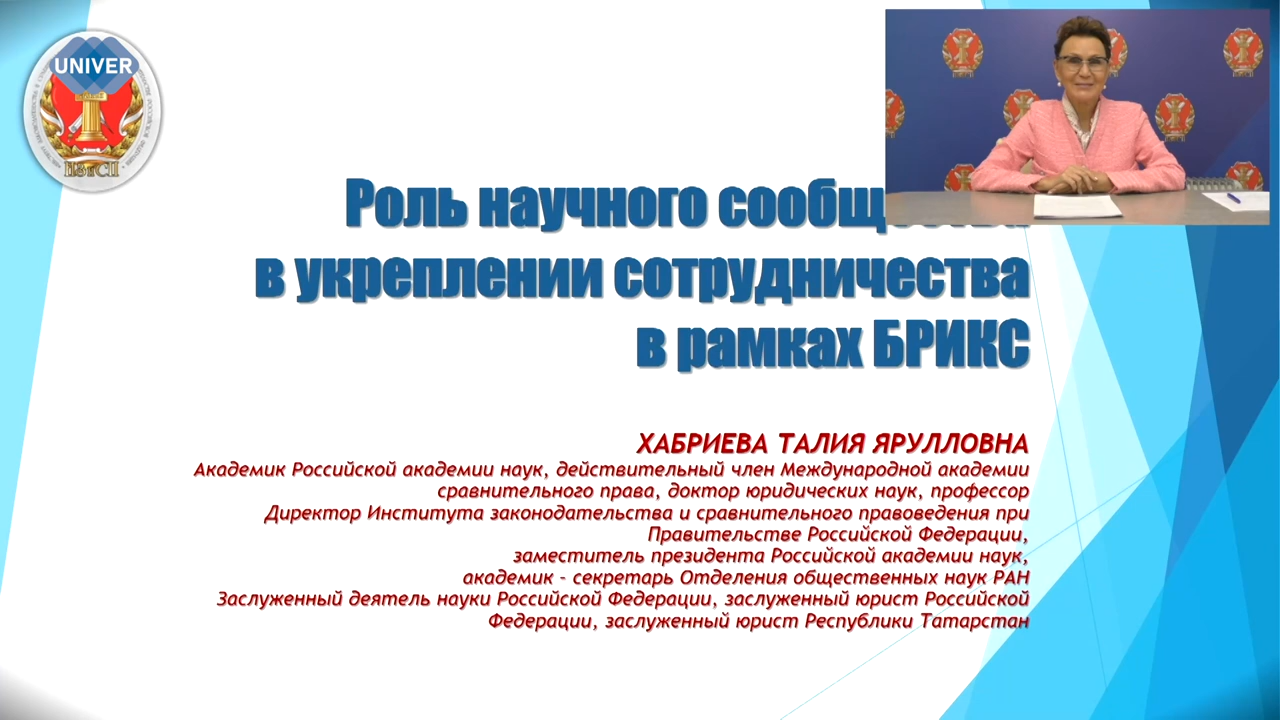 UNIVER
ИЗиСП
Роль научного
в укреплении сотрудничества
в рамках БРИКС
ХАБРИЕВА ТАЛИЯ ЯРУЛЛОВНА
Академик Российской академии наук, действительный член Международной академии
сравнительного права, доктор юридических наук, профессор
Директор Института законодательства и сравнительного правоведения при
Правительстве Российской Федерации,
заместитель президента Российской академии наук,
академик – секретарь Отделения общественных наук РАН
Заслуженный деятель науки Российской Федерации, заслуженный юрист Российской
Федерации, заслуженный юрист Республики Татарстан